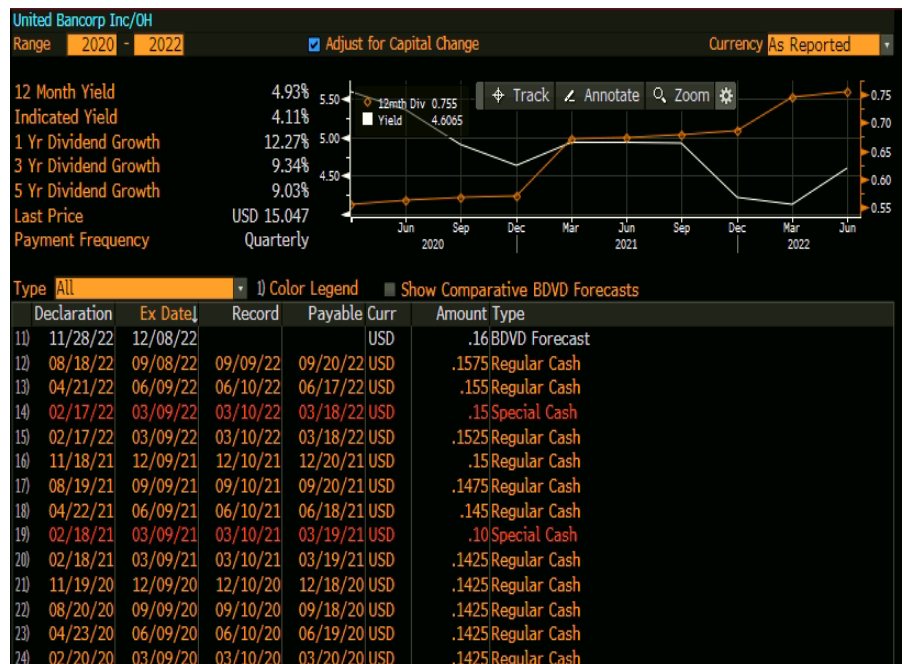 United Bancorp Inc/OH
Range 2020 - 2022 Adjust for Capital Change Currency As Reported
12 Month Yield 4.93%
Indicated Yield 4.11%
1 Yr Dividend Growth 12.27%
3 Yr Dividend Growth 9.34%
5 Yr Dividend Growth 9.03%
Last Price USD 15.047
Payment Frequency Quarterly
Track Annotate Zoom
12mth Div 0.755
Yield 4.6065
5.50
5.00
4.50
0.75
0.70
0.65
0.60
0.55
Jun Sep Dec Mar Jun Sep Dec Mar Jun
2020 2021 2022
Type All 1) Color Legend Show Comparative BDVD Forecasts
Declaration Ex Date↓ Record Payable Curr Amount Type
11) 11/28/22 12/08/22 USD .16 BDVD Forecast
12) 08/18/22 09/08/22 09/09/22 09/20/22 USD .1575 Regular Cash
13) 04/21/22 06/09/22 06/10/22 06/17/22 USD .155 Regular Cash
14) 02/17/22 03/09/22 03/10/22 03/18/22 USD .15 Special Cash
15) 02/17/22 03/09/22 03/10/22 03/18/22 USD .1525 Regular Cash
16) 11/18/21 12/09/21 12/10/21 12/20/21 USD .15 Regular Cash
17) 08/19/21 09/09/21 09/10/21 09/20/21 USD .1475 Regular Cash
18) 04/22/21 06/09/21 06/10/21 06/18/21 USD .145 Regular Cash
19) 02/18/21 03/09/21 03/10/21 03/19/21 USD .10 Special Cash
20) 02/18/21 03/09/21 03/10/21 03/19/21 USD .1425 Regular Cash
21) 11/19/20 12/09/20 12/10/20 12/18/20 USD .1425 Regular Cash
22) 08/20/20 09/09/20 09/10/20 09/18/20 USD .1425 Regular Cash
23) 04/23/20 06/09/20 06/10/20 06/19/20 USD .1425 Regular Cash
24) 02/20/20 03/09/20 03/10/20 03/20/20 USD .1425 Regular Cash